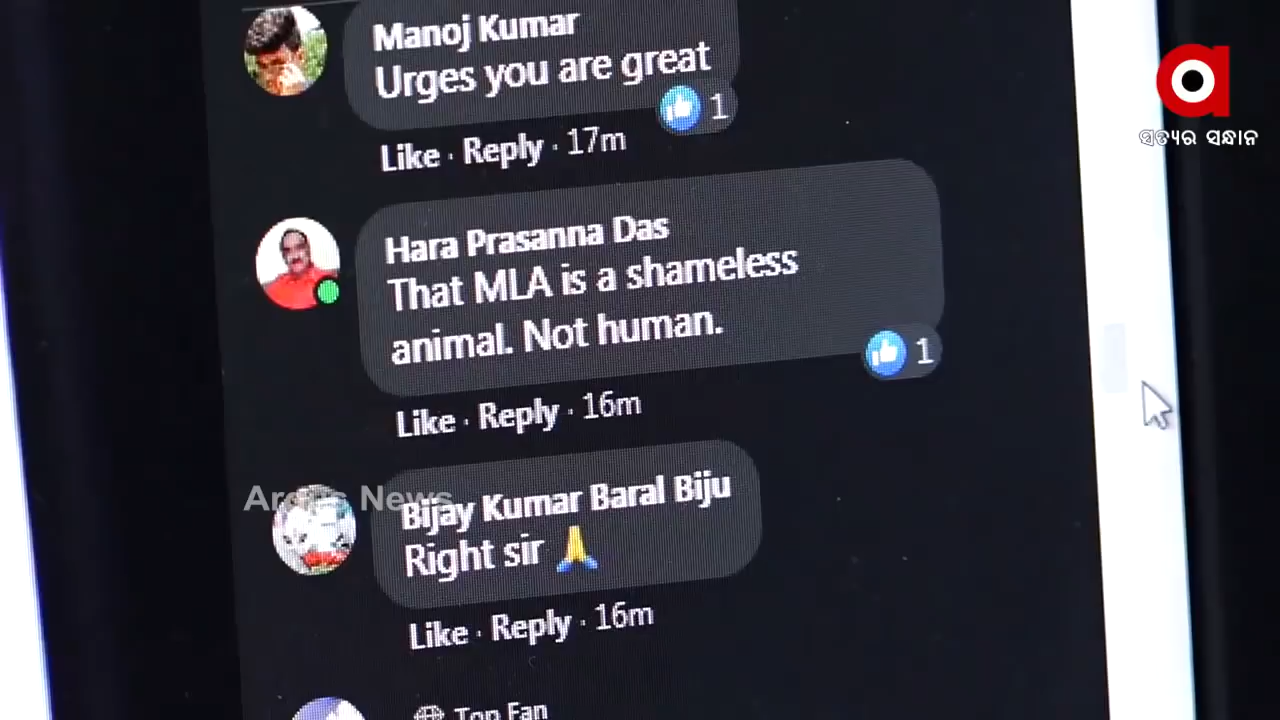 Manoj Kumar
Urges you are great
1
Like · Reply · 17m
ସତ୍ୟର ସନ୍ଧାନ
Hara Prasanna Das
That MLA is a shameless
animal. Not human.
1
Like · Reply · 16m
Argus News
Bijay Kumar Baral Biju
Right sir 🙏
Like · Reply · 16m
Top Fan